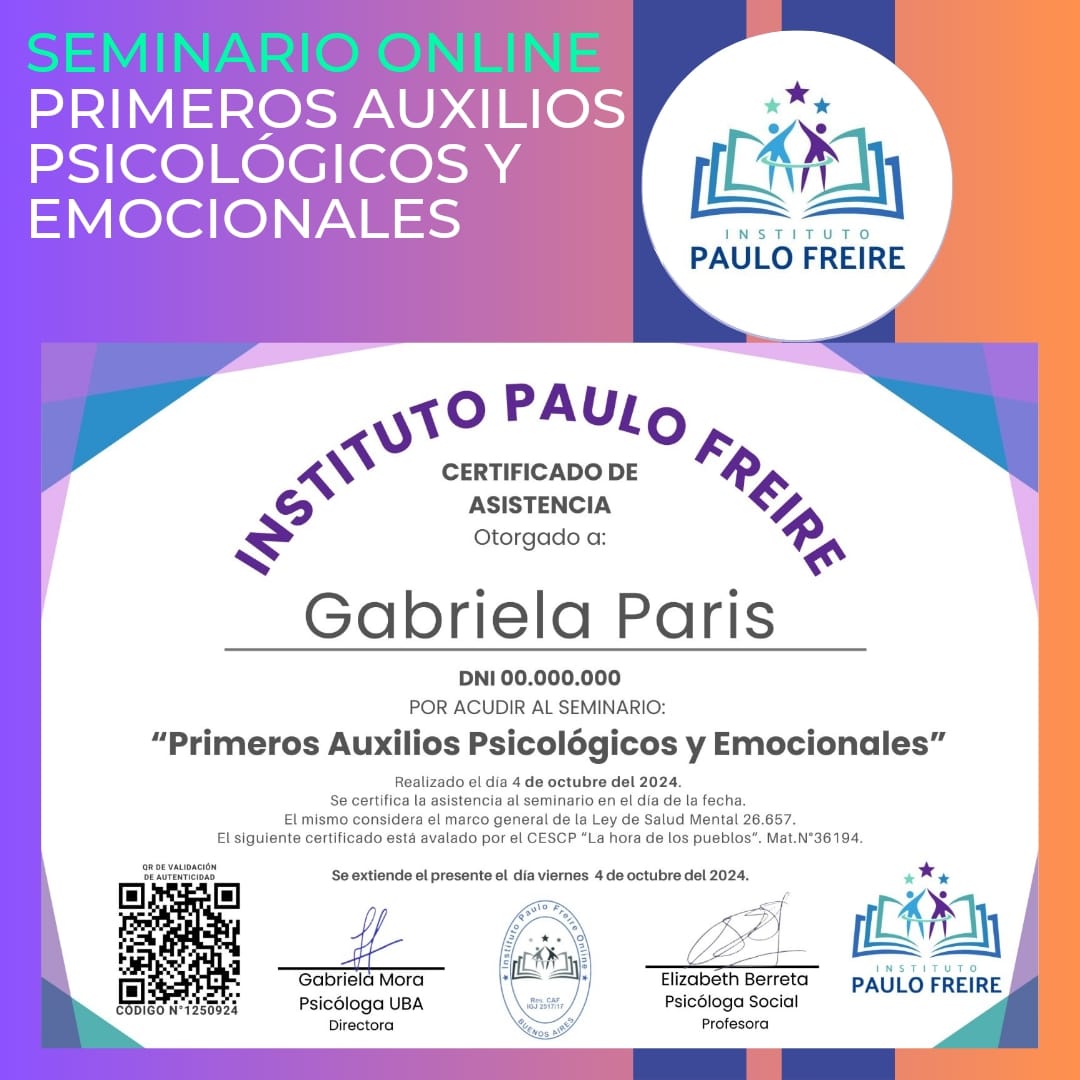 SEMINARIO ONLINE
PRIMEROS AUXILIOS
PSICOLÓGICOS Y
EMOCIONALES
INSTITUTO
PAULO FREIRE
INSTITUTO PAULO FREIRE
CERTIFICADO DE
ASISTENCIA
Otorgado a:
Gabriela Paris
DNI 00.000.000
POR ACUDIR AL SEMINARIO:
“Primeros Auxilios Psicológicos y Emocionales”
Realizado el día 4 de octubre del 2024.
Se certifica la asistencia al seminario en el día de la fecha.
El mismo considera el marco general de la Ley de Salud Mental 26.657.
El siguiente certificado está avalado por el CESCP “La hora de los pueblos”. Mat.N°36194.
Se extiende el presente el día viernes 4 de octubre del 2024.
QR DE VALIDACIÓN
DE AUTENTICIDAD
CÓDIGO N°1250924
Gabriela Mora
Psicóloga UBA
Directora
Instituto Paulo Freire Online
Res. CAF
IGJ 2017/17
BUENOS AIRES
Elizabeth Berreta
Psicóloga Social
Profesora
INSTITUTO
PAULO FREIRE